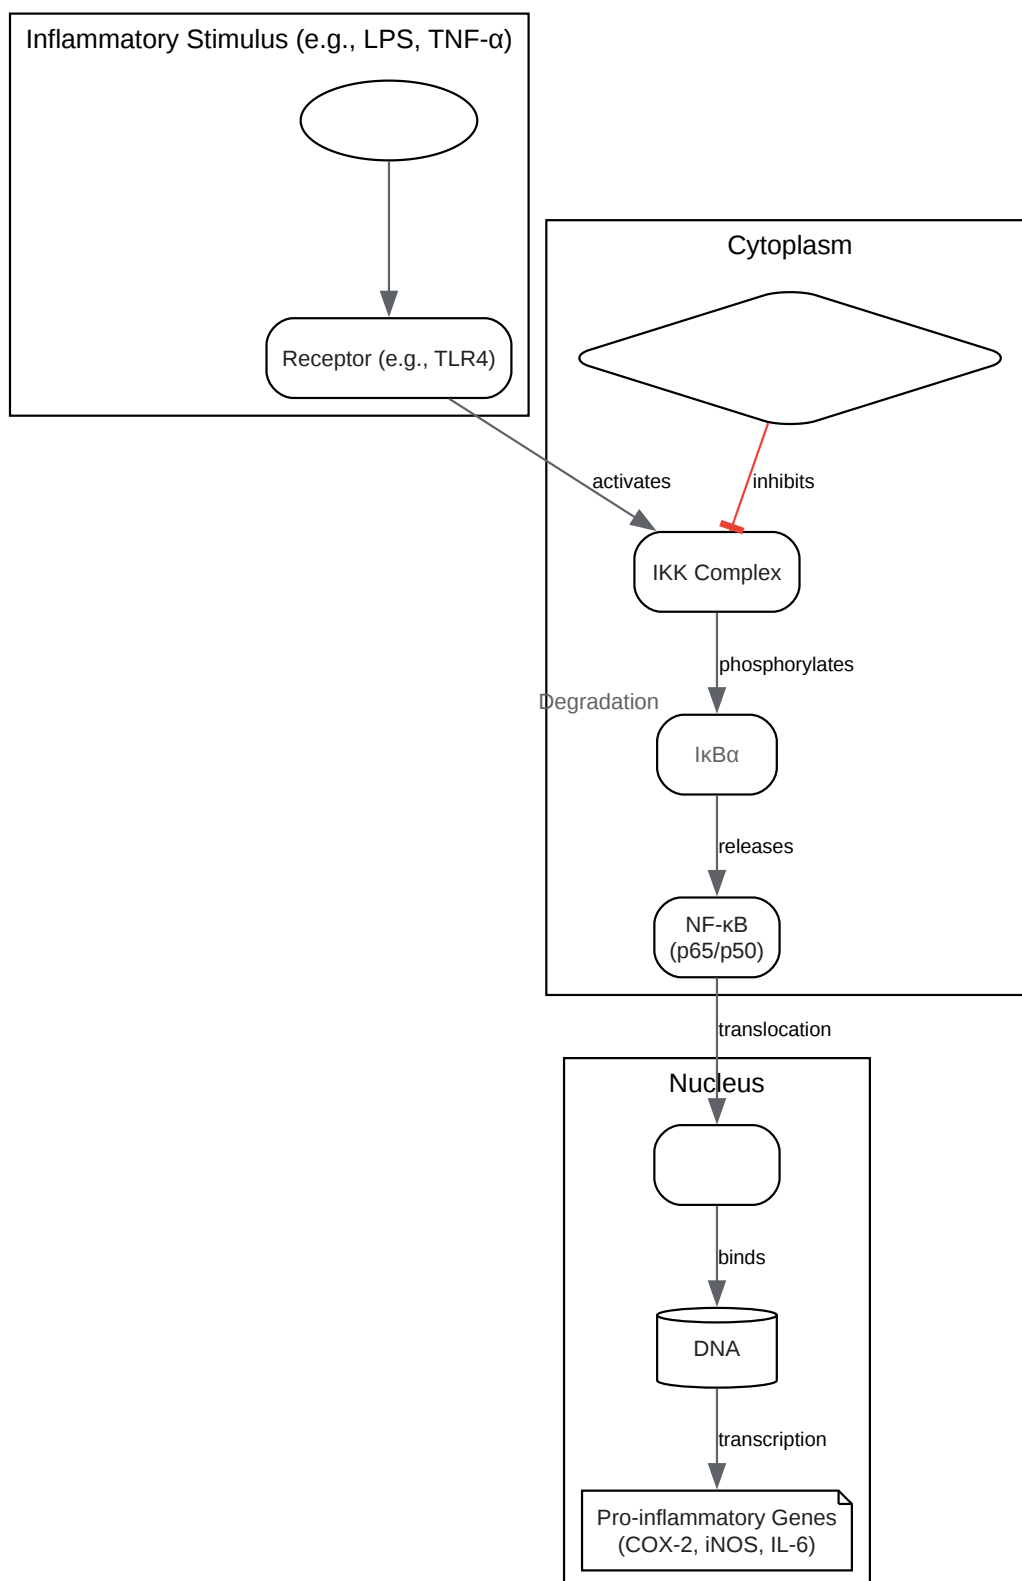 Inflammatory Stimulus (e.g., LPS, TNF-α)
Receptor (e.g., TLR4)
Cytoplasm
activates
inhibits
IKK Complex
phosphorylates
Degradation
IκBα
releases
NF-κB
(p65/p50)
translocation
Nucleus
binds
DNA
transcription
Pro-inflammatory Genes
(COX-2, iNOS, IL-6)